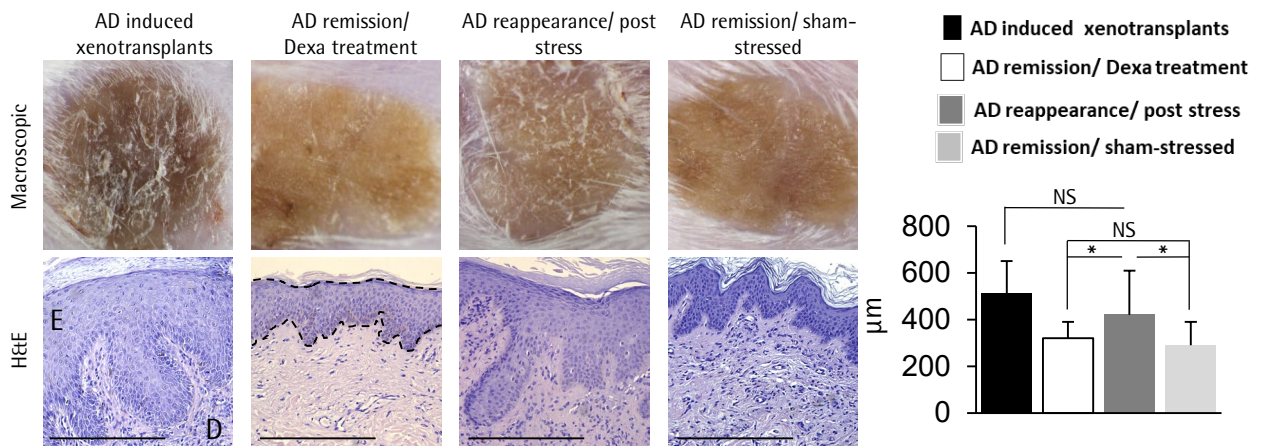 AD induced
xenotransplants
AD remission/
Dexa treatment
AD reappearance/ post
stress
AD remission/ sham-
stressed
Macroscopic
H&E
E
D
AD induced xenotransplants
AD remission/ Dexa treatment
AD reappearance/ post stress
AD remission/ sham-stressed
NS
NS
* *
µm
800
600
400
200
0